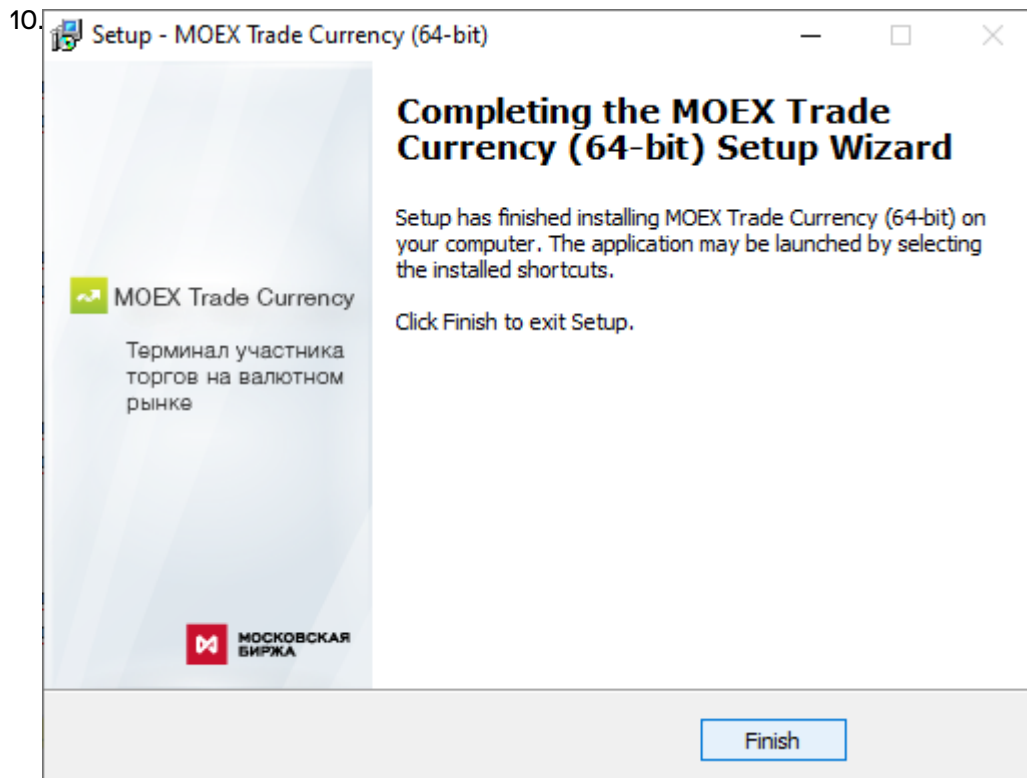 10.
Setup - MOEX Trade Currency (64-bit)
Completing the MOEX Trade
Currency (64-bit) Setup Wizard
Setup has finished installing MOEX Trade Currency (64-bit) on
your computer. The application may be launched by selecting
the installed shortcuts.
Click Finish to exit Setup.
MOEX Trade Currency
Терминал участника
торгов на валютном
рынке
МОСКОВСКАЯ
БИРЖА
Finish